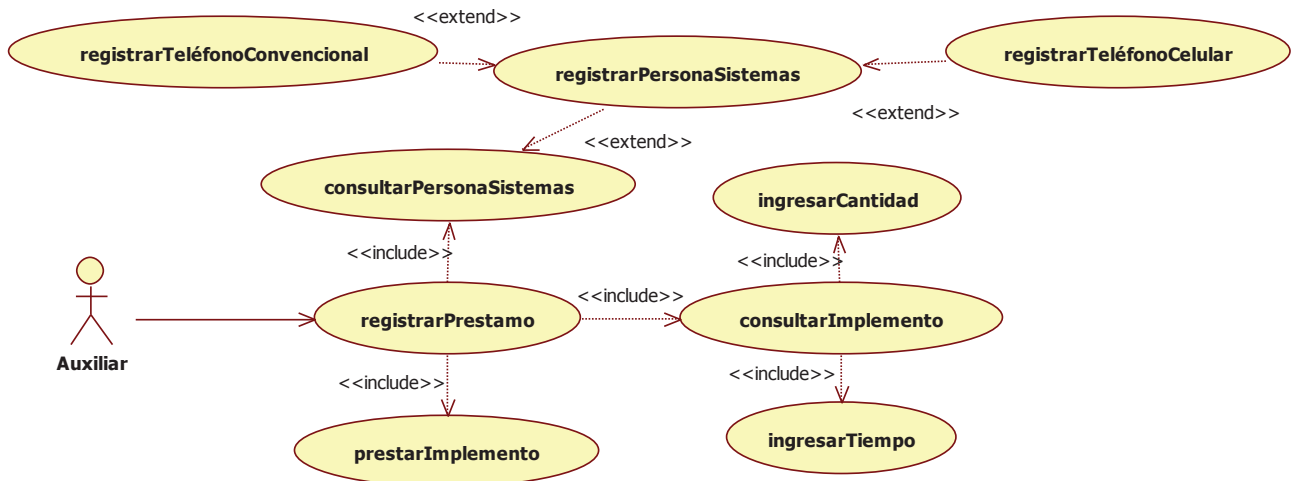 <<extend>>
registrarTeléfonoConvencional
registrarTeléfonoCelular
registrarPersonaSistemas
<<extend>>
<<extend>>
consultarPersonaSistemas
ingresarCantidad
<<include>>
<<include>>
<<include>>
registrarPrestamo
consultarImplemento
Auxiliar
<<include>>
<<include>>
prestarImplemento
ingresarTiempo